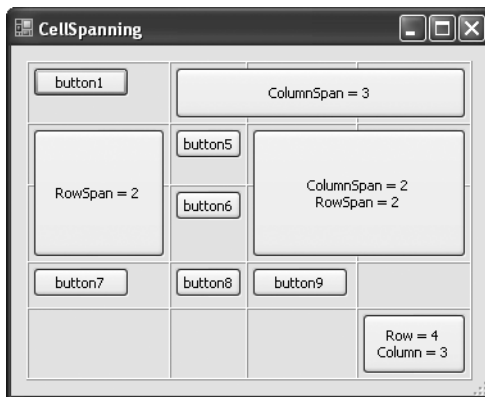 CellSpanning
button1
ColumnSpan = 3
RowSpan = 2
button5
ColumnSpan = 2
RowSpan = 2
button6
button7
button8
button9
Row = 4
Column = 3